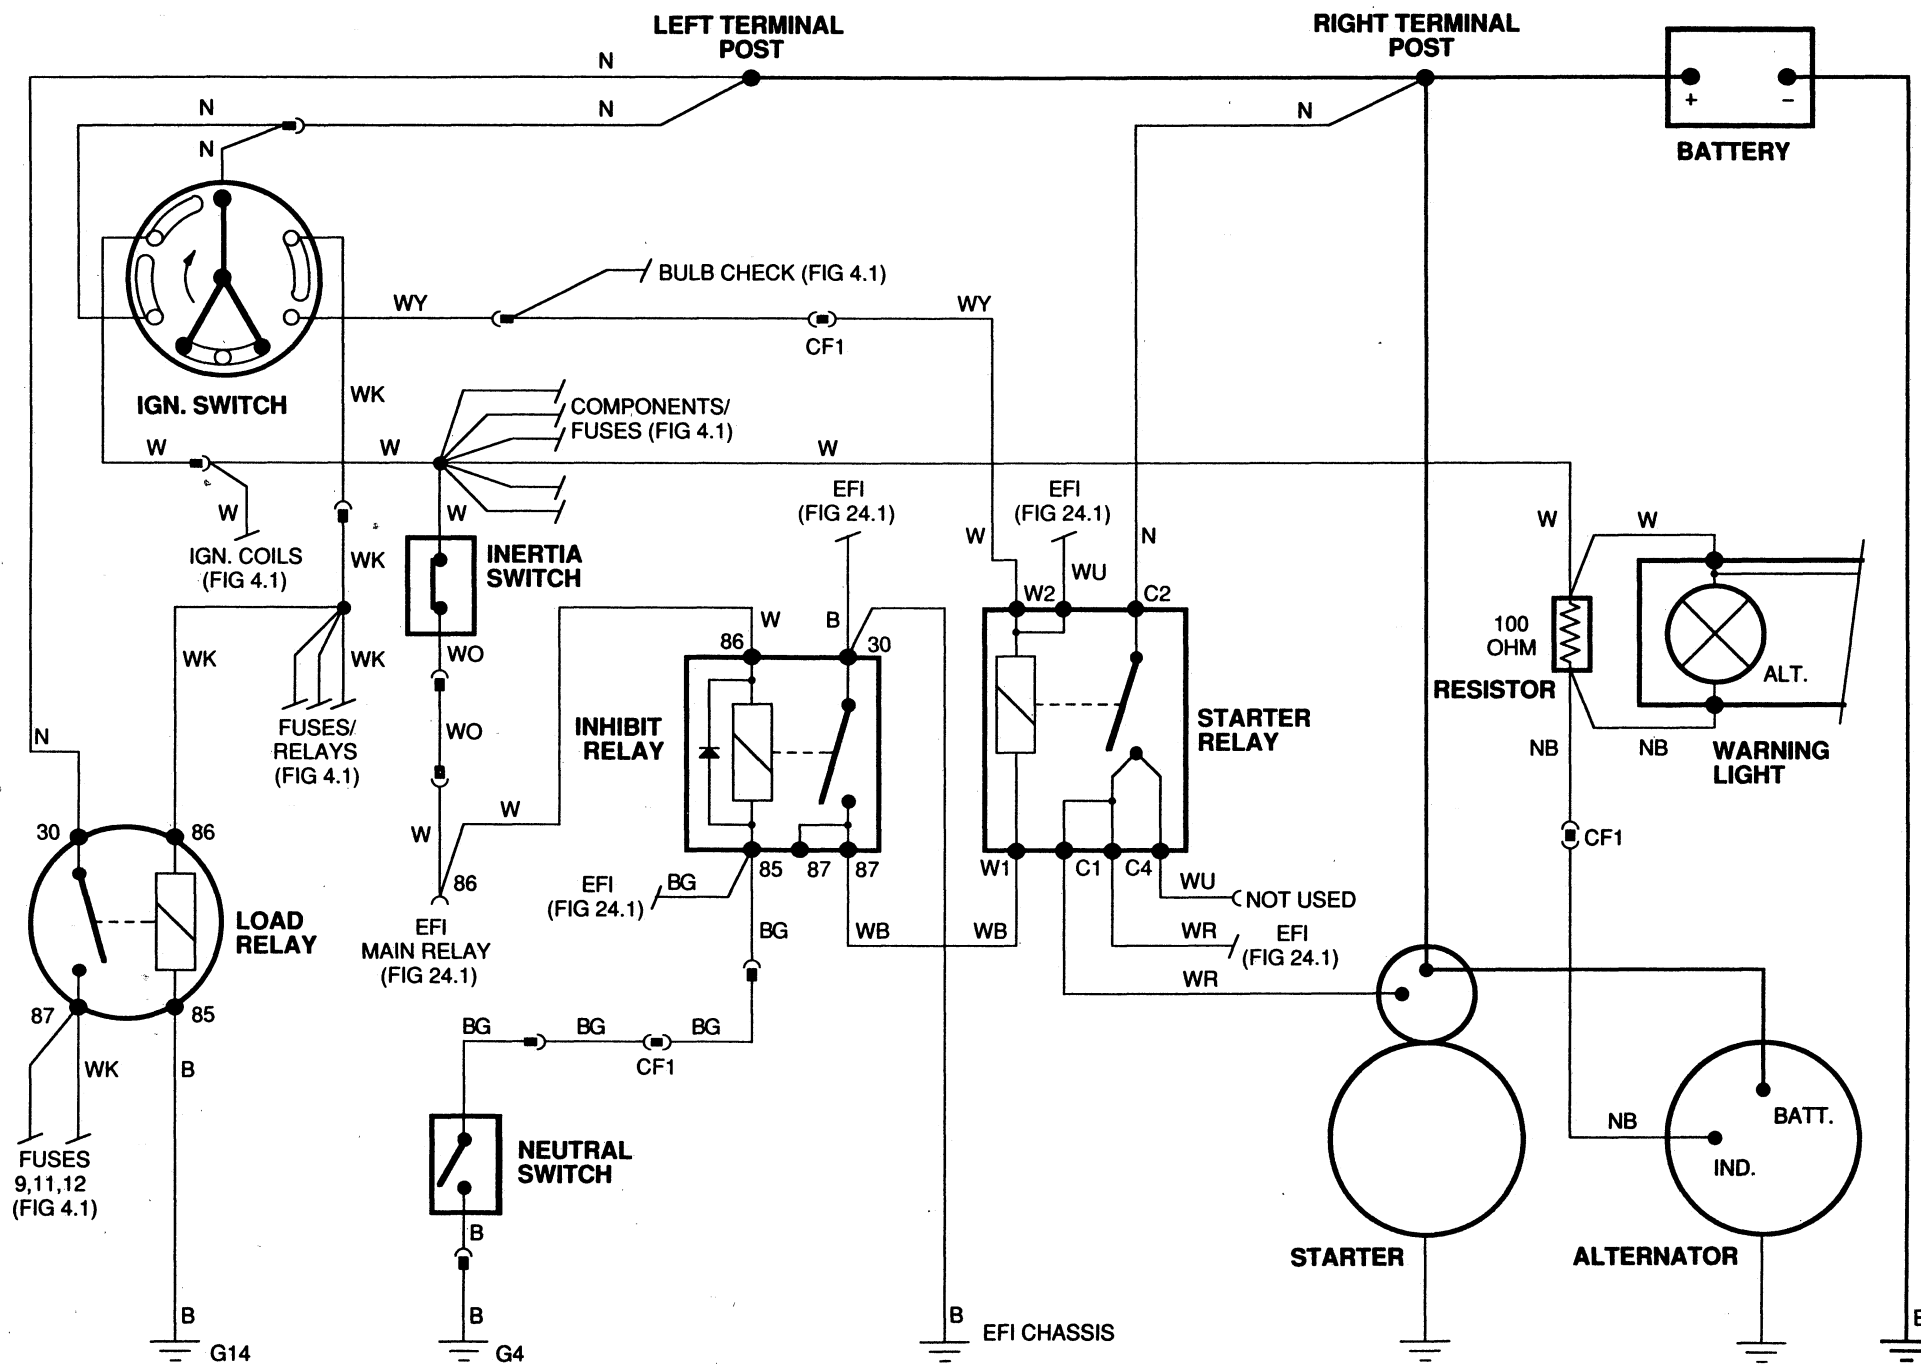 LEFT TERMINAL
POST
RIGHT TERMINAL
POST
N
N
N
N
N
+
−
BATTERY
BULB CHECK (FIG 4.1)
WY
WY
CF1
IGN. SWITCH
WK
COMPONENTS/
FUSES (FIG 4.1)
W
W
W
W
W
IGN. COILS
(FIG 4.1)
WK
INERTIA
SWITCH
EFI
(FIG 24.1)
EFI
(FIG 24.1)
W
N
WU
W
W
W2
C2
W
B
86
30
100
OHM
RESISTOR
ALT.
WK
WK
WO
WO
FUSES/
RELAYS
(FIG 4.1)
N
INHIBIT
RELAY
STARTER
RELAY
NB
NB
WARNING
LIGHT
W
W
30
86
86
85
87
87
W1
C1
C4
CF1
LOAD
RELAY
EFI
MAIN RELAY
(FIG 24.1)
EFI
(FIG 24.1)
BG
BG
WB
WB
WU
NOT USED
WR
EFI
(FIG 24.1)
WR
87
85
BG
BG
BG
CF1
WK
B
FUSES
9,11,12
(FIG 4.1)
NEUTRAL
SWITCH
NB
BATT.
IND.
B
STARTER
ALTERNATOR
B
G14
B
G4
B
EFI CHASSIS